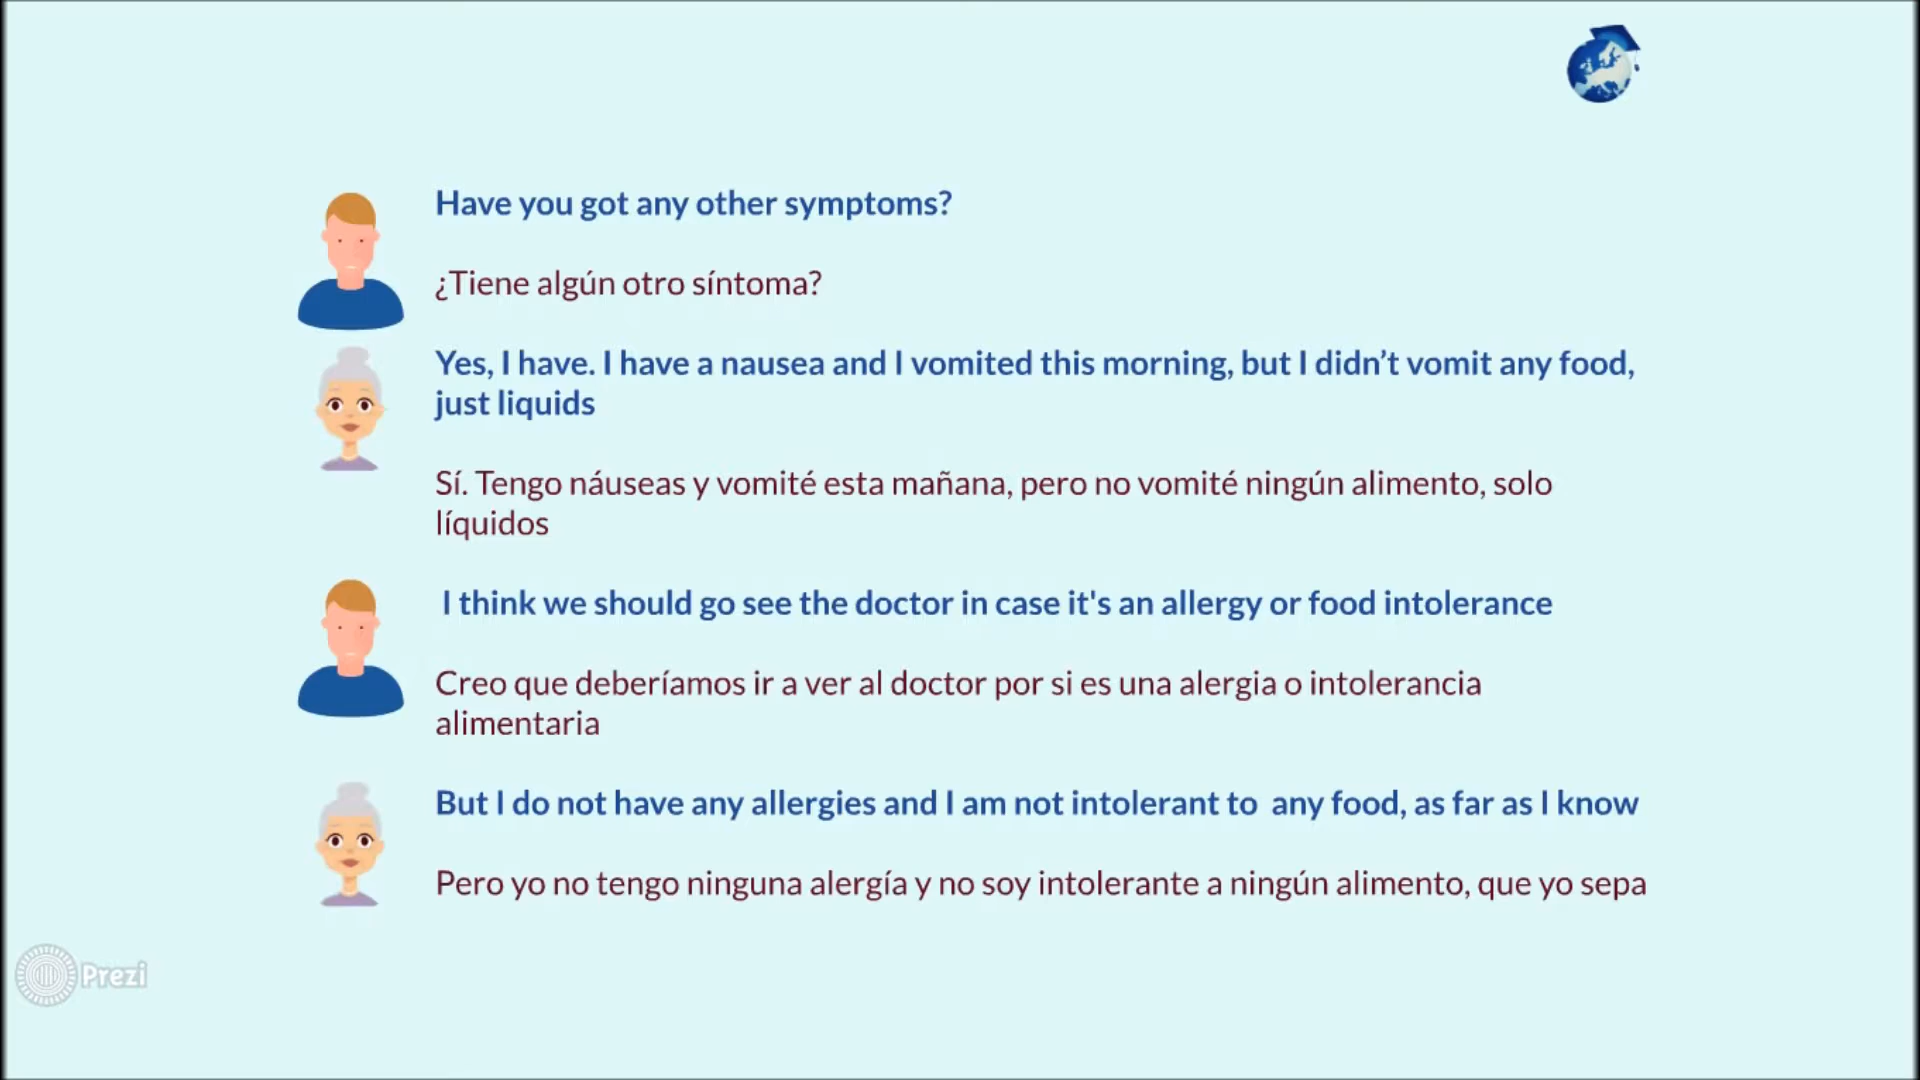 Have you got any other symptoms?
¿Tiene algún otro síntoma?
Yes, I have. I have a nausea and I vomited this morning, but I didn’t vomit any food,
just liquids
Sí. Tengo náuseas y vomité esta mañana, pero no vomité ningún alimento, solo
líquidos
I think we should go see the doctor in case it's an allergy or food intolerance
Creo que deberíamos ir a ver al doctor por si es una alergia o intolerancia
alimentaria
But I do not have any allergies and I am not intolerant to any food, as far as I know
Pero yo no tengo ninguna alergía y no soy intolerante a ningún alimento, que yo sepa
Prezi